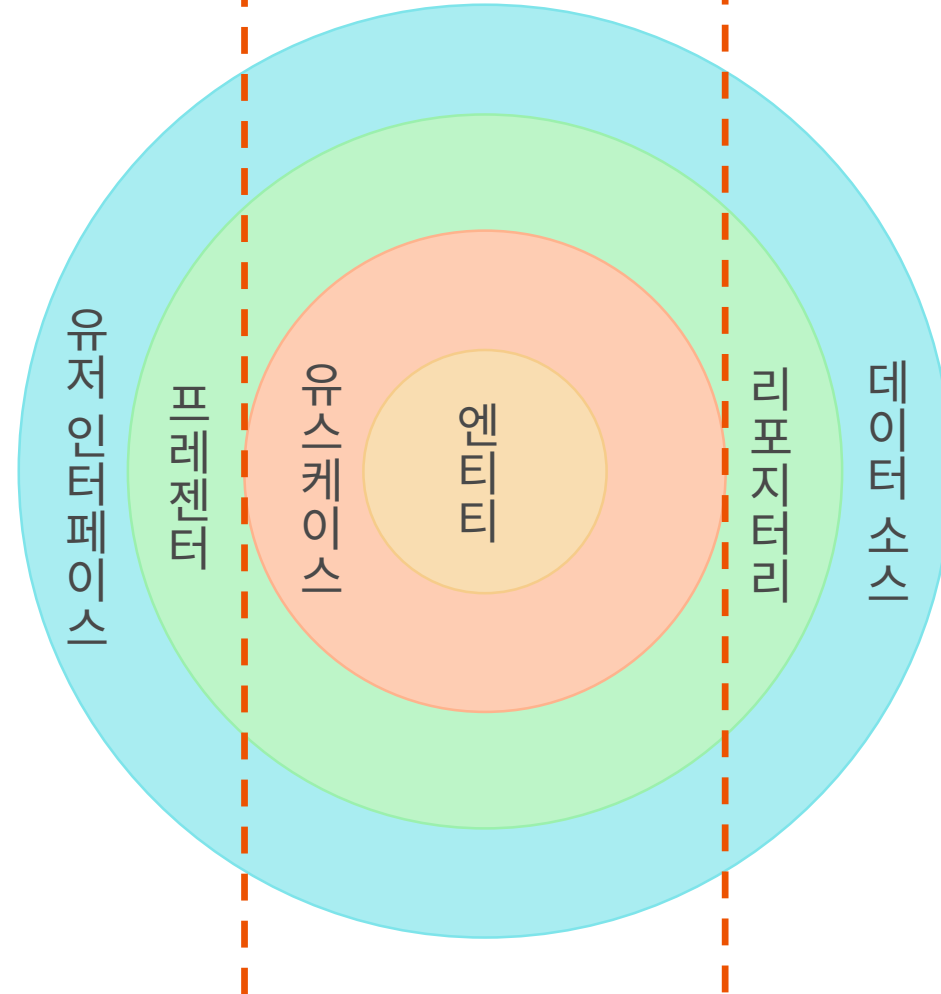 유저 인터페이스
프레젠터
유스케이스
엔티티
리포지터리
데이터 소스